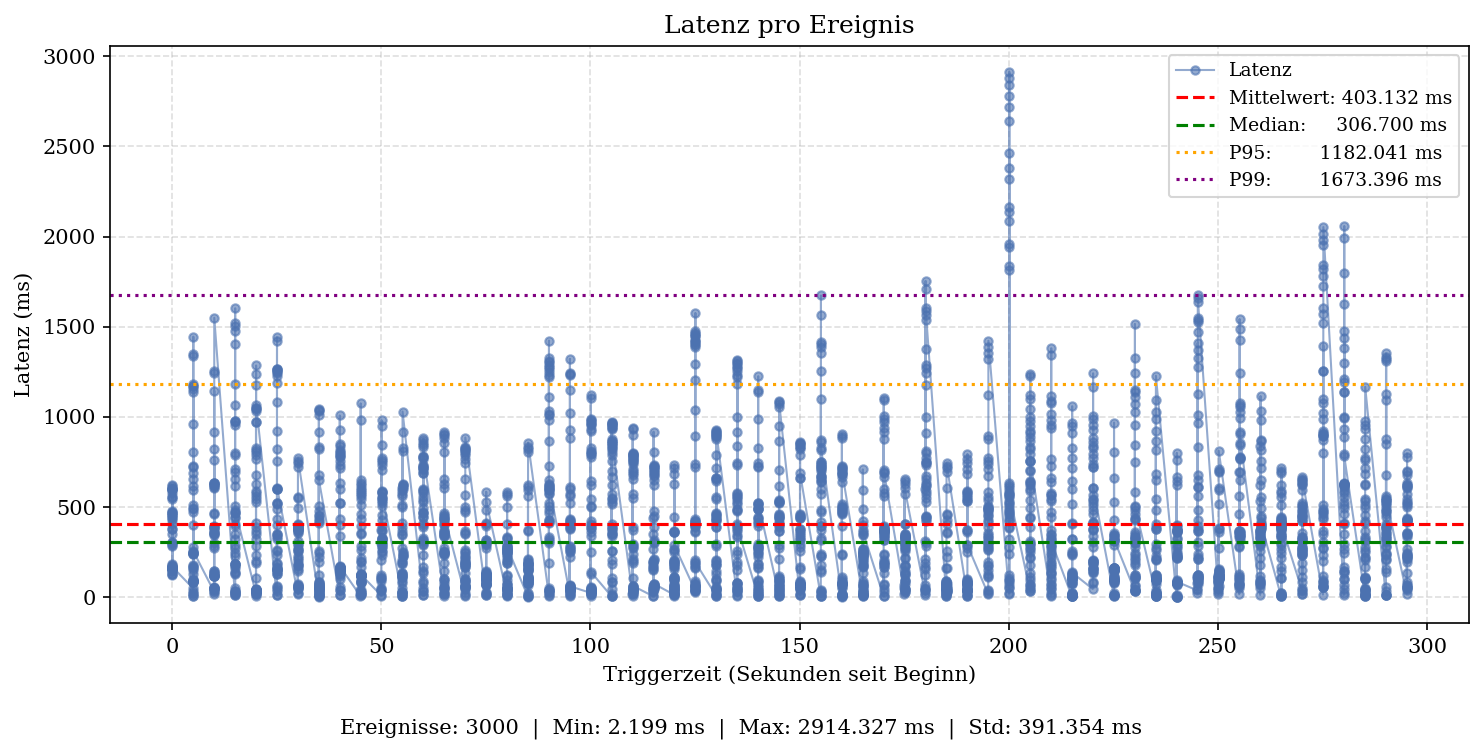 Latenz pro Ereignis
Latenz (ms)
3000
2500
2000
1500
1000
500
0
Latenz
Mittelwert: 403.132 ms
Median: 306.700 ms
P95: 1182.041 ms
P99: 1673.396 ms
0 50 100 150 200 250 300
Triggerzeit (Sekunden seit Beginn)
Ereignisse: 3000 | Min: 2.199 ms | Max: 2914.327 ms | Std: 391.354 ms